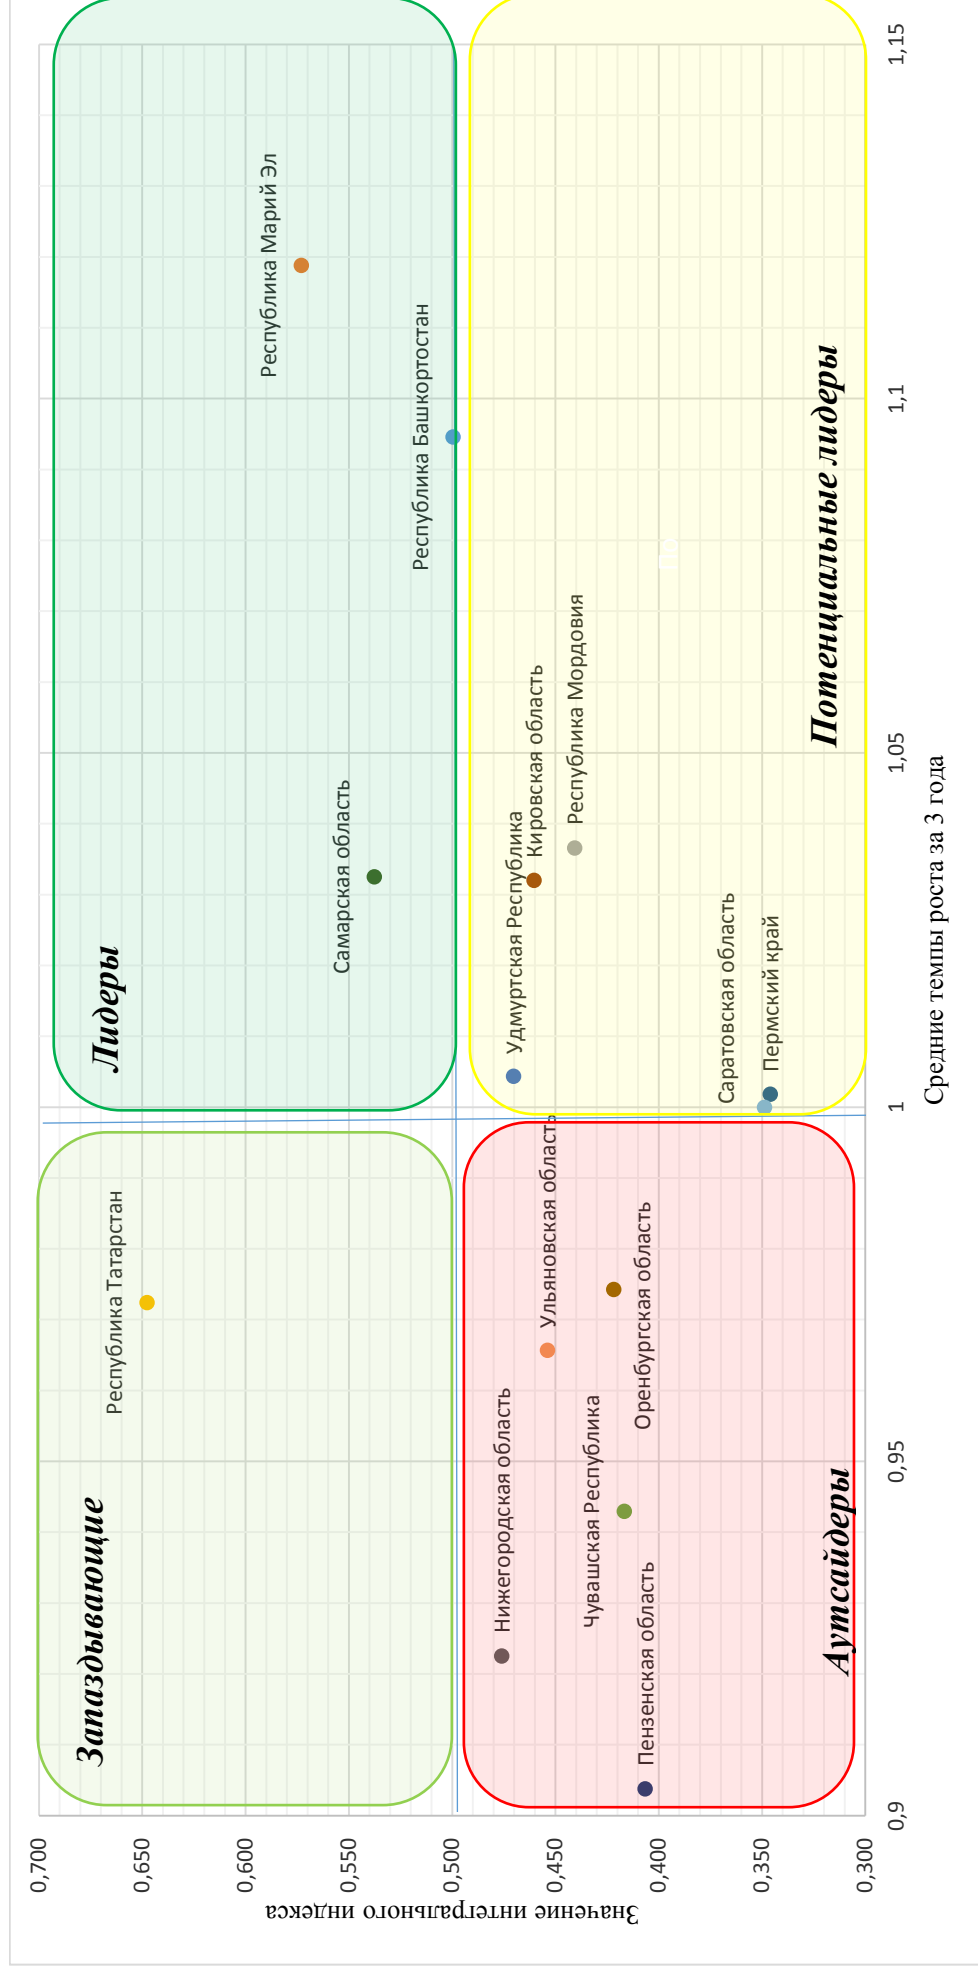 Запаздывающие
Лидеры
Республика Татарстан
Республика Марий Эл
Самарская область
Республика Башкортостан
Нижегородская область
Удмуртская Республика
Кировская область
Ульяновская область
Республика Мордовия
Чувашская Республика
Оренбургская область
Пензенская область
Саратовская область
Пермский край
Аутсайдеры
Потенциальные лидеры
0,700
0,650
0,600
0,550
0,500
0,450
0,400
0,350
0,300
0,9
0,95
1
1,05
1,1
1,15
Значение интегрального индекса
Средние темпы роста за 3 года